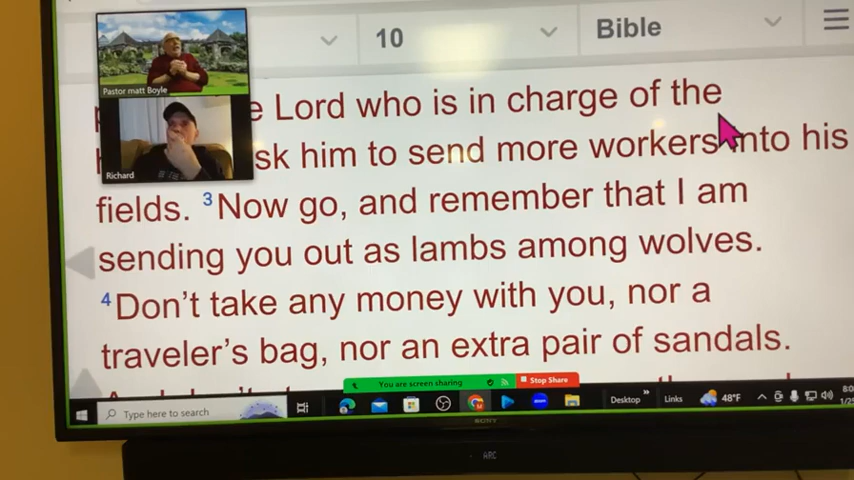 10
Bible
Pastor matt Boyle
e Lord who is in charge of the
Richard
sk him to send more workers into his
fields. 3 Now go, and remember that I am
sending you out as lambs among wolves.
4 Don't take any money with you, nor a
traveler's bag, nor an extra pair of sandals.
You are screen sharing
Stop Share
Type here to search
Desktop
Links
48°F
SONY
ARC